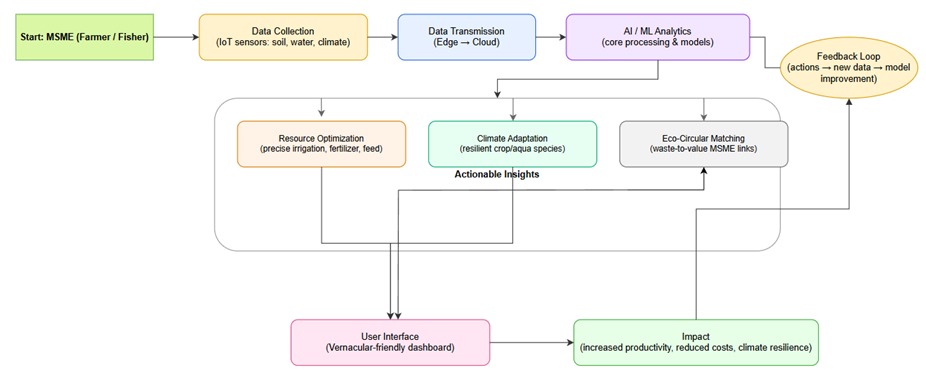 Start: MSME (Farmer / Fisher)
Data Collection
(IoT sensors: soil, water, climate)
Data Transmission
(Edge → Cloud)
AI / ML Analytics
(core processing & models)
Feedback Loop
(actions → new data → model
improvement)
Resource Optimization
(precise irrigation, fertilizer, feed)
Climate Adaptation
(resilient crop/aqua species)
Eco-Circular Matching
(waste-to-value MSME links)
Actionable Insights
User Interface
(Vernacular-friendly dashboard)
Impact
(increased productivity, reduced costs, climate resilience)